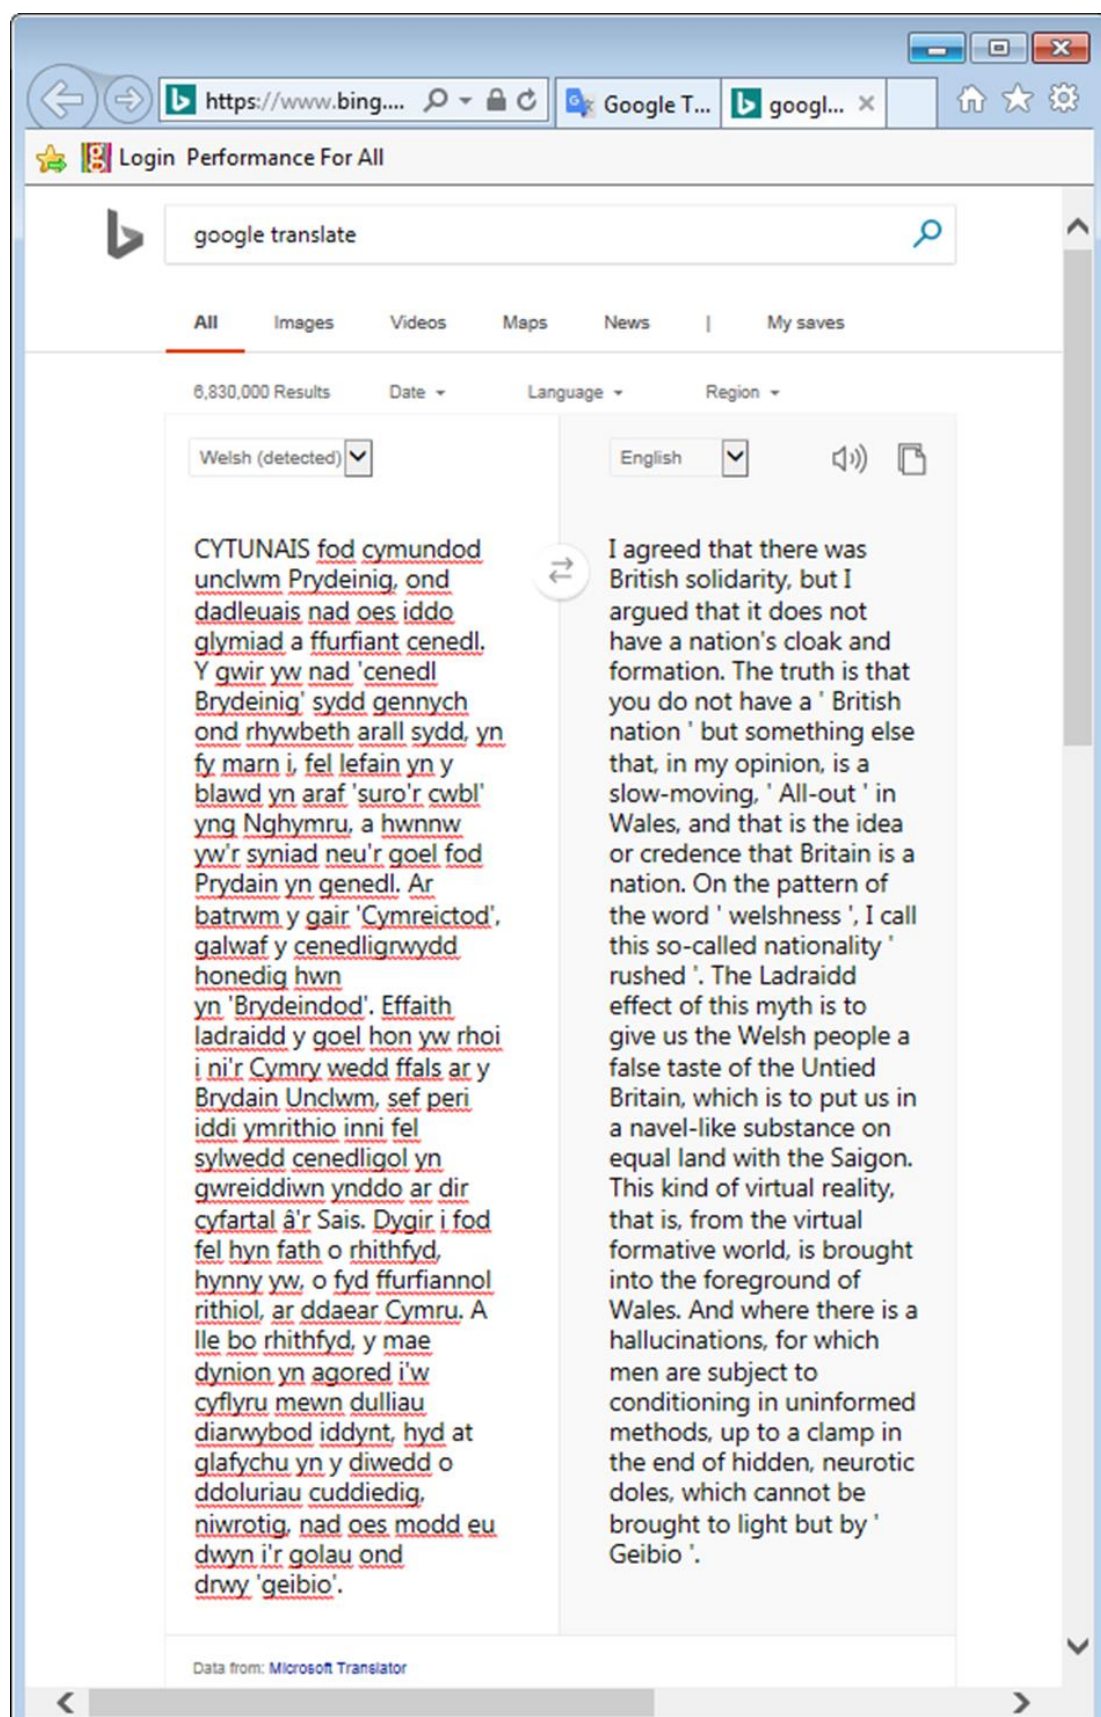 https://www.bing....
Google T...
googl...
Login Performance For All
google translate
All Images Videos Maps News | My saves
6,830,000 Results Date Language Region
Welsh (detected)
English
CYTUNAIS fod cymundod
unclwm Prydeinig, ond
dadleuais nad oes iddo
glymiad a ffurfiant cenedl.
Y gwir yw nad 'cenedl
Brydeinig' sydd gennych
ond rhywbeth arall sydd, yn
fy marn i, fel lefain yn y
blawd yn araf 'suro'r cwbl'
yng Nghymru, a hwnnw
yw'r syniad neu'r goel fod
Prydain yn genedl. Ar
batrwm y gair 'Cymreictod',
galwaf y cenedligrwydd
honedig hwn
yn 'Brydeindod'. Effaith
ladraidd y goel hon yw rhoi
i ni'r Cymry wedd ffals ar y
Brydain Unclwm, sef peri
iddi ymrithio inni fel
sylwedd cenedligol yn
gwreiddiwn ynddo ar dir
cyfartal â'r Sais. Dygir i fod
fel hyn fath o rhithfyd,
hynny yw, o fyd ffurfiannol
rithiol, ar ddaear Cymru. A
lle bo rhithfyd, y mae
dynion yn agored i'w
cyflyru mewn dulliau
diarwybod iddynt, hyd at
glafychu yn y diwedd o
ddoluriau cuddiedig,
niwrotig, nad oes modd eu
dwyn i'r golau ond
drwy 'geibio'.
I agreed that there was
British solidarity, but I
argued that it does not
have a nation's cloak and
formation. The truth is that
you do not have a ' British
nation ' but something else
that, in my opinion, is a
slow-moving, ' All-out ' in
Wales, and that is the idea
or credence that Britain is a
nation. On the pattern of
the word ' welshness ', I call
this so-called nationality '
rushed '. The Ladraidd
effect of this myth is to
give us the Welsh people a
false taste of the Untied
Britain, which is to put us in
a navel-like substance on
equal land with the Saigon.
This kind of virtual reality,
that is, from the virtual
formative world, is brought
into the foreground of
Wales. And where there is a
hallucinations, for which
men are subject to
conditioning in uninformed
methods, up to a clamp in
the end of hidden, neurotic
doles, which cannot be
brought to light but by '
Geibio '.
Data from: Microsoft Translator